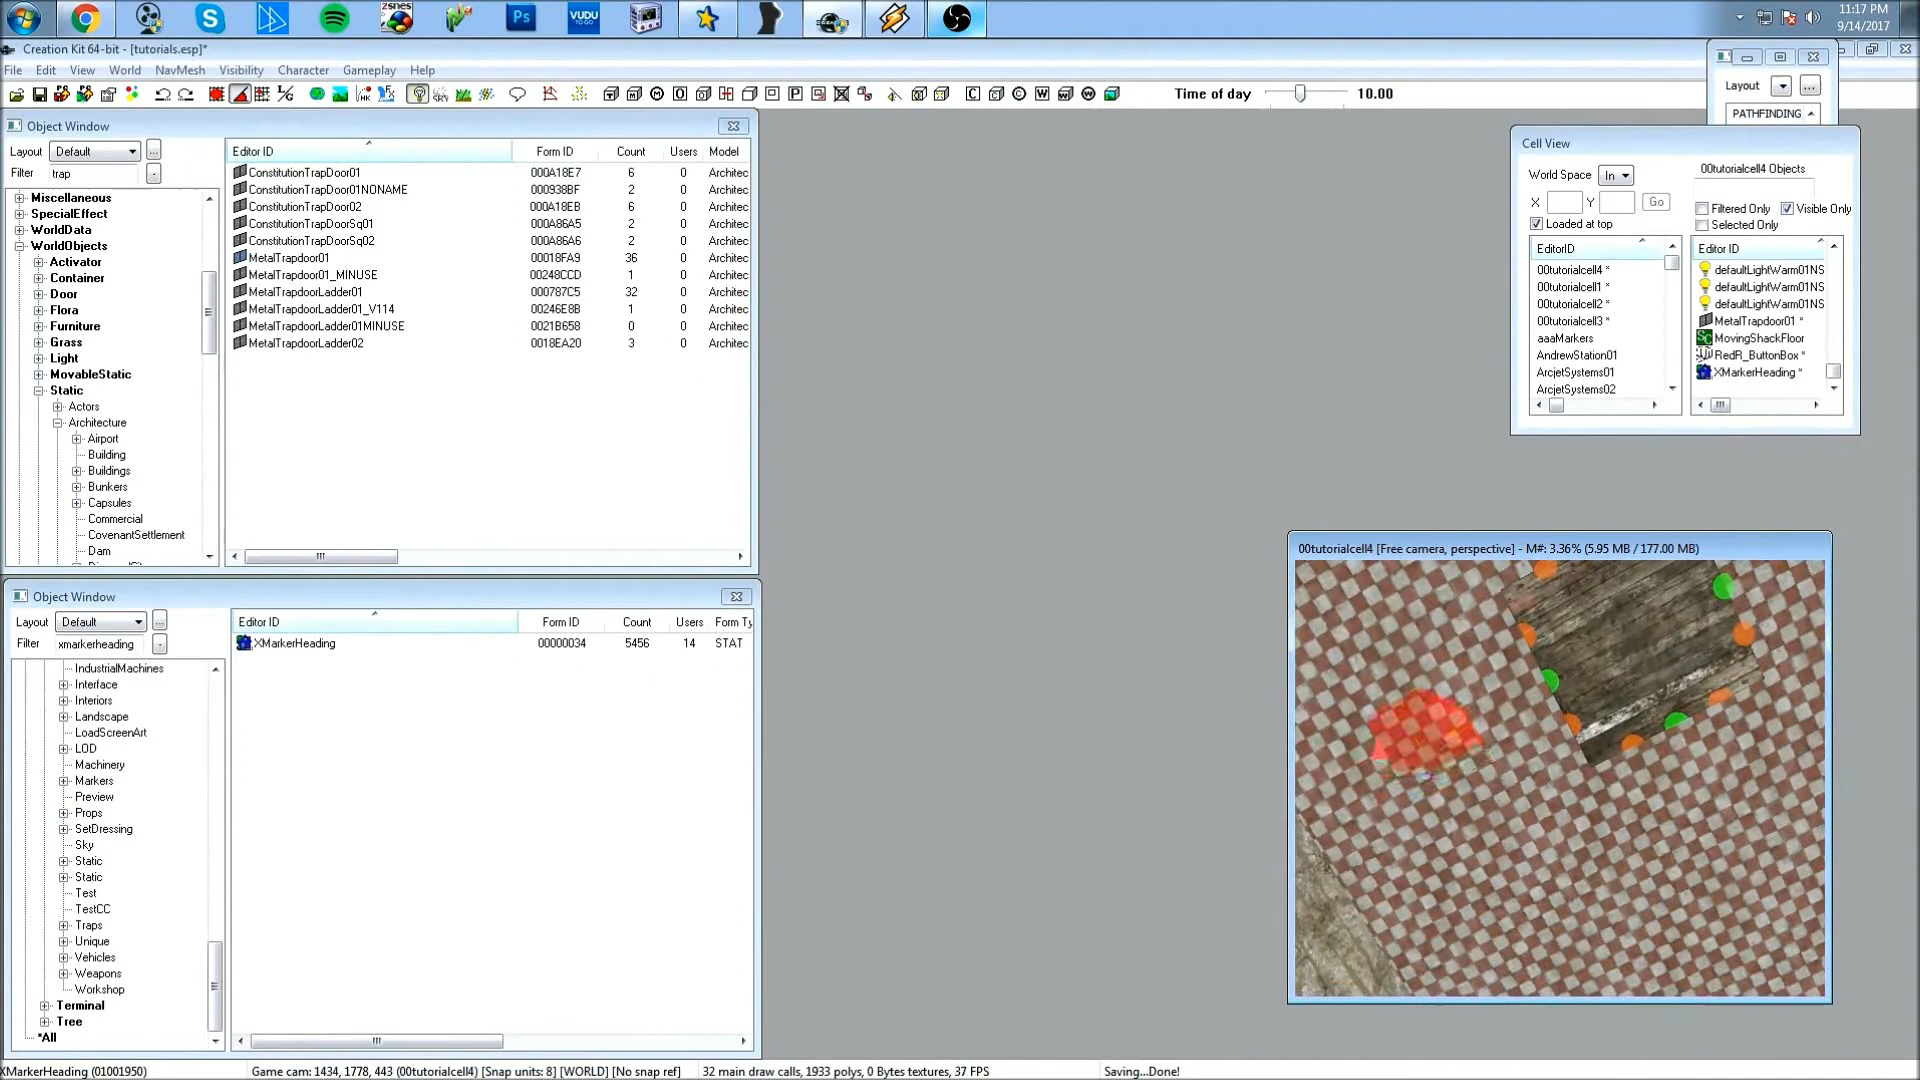 zsnes
Ps
VUDU
TO GO
11:17 PM
9/14/2017
Creation Kit 64-bit - [tutorials.esp]*
File Edit View World NavMesh Visibility Character Gameplay Help
Time of day 10.00
Layout
PATHFINDING
Object Window
Layout Default
Filter trap
Miscellaneous
SpecialEffect
WorldData
WorldObjects
Activator
Container
Door
Flora
Furniture
Grass
Light
MovableStatic
Static
Actors
Architecture
Airport
Building
Buildings
Bunkers
Capsules
Commercial
CovenantSettlement
Dam
Editor ID Form ID Count Users Model
ConstitutionTrapDoor01 000A18E7 6 0 Architec
ConstitutionTrapDoor01NONAME 000938BF 2 0 Architec
ConstitutionTrapDoor02 000A18EB 6 0 Architec
ConstitutionTrapDoorSq01 000A86A5 2 0 Architec
ConstitutionTrapDoorSq02 000A86A6 2 0 Architec
MetalTrapdoor01 00018FA9 36 0 Architec
MetalTrapdoor01_MINUSE 00248CCD 1 0 Architec
MetalTrapdoorLadder01 000787C5 32 0 Architec
MetalTrapdoorLadder01_V114 00246E8B 1 0 Architec
MetalTrapdoorLadder01MINUSE 0021B658 0 0 Architec
MetalTrapdoorLadder02 0018EA20 3 0 Architec
Cell View
World Space In
X Y Go
Loaded at top
EditorID
00tutorialcell4 *
00tutorialcell1 *
00tutorialcell2 *
00tutorialcell3 *
aaaMarkers
AndrewStation01
ArcjetSystems01
ArcjetSystems02
00tutorialcell4 Objects
Filtered Only Visible Only
Selected Only
Editor ID
defaultLightWarm01NS
defaultLightWarm01NS
defaultLightWarm01NS
MetalTrapdoor01 *
MovingShackFloor
RedR_ButtonBox *
XMarkerHeading *
Object Window
Layout Default
Filter xmarkerheading
IndustrialMachines
Interface
Interiors
Landscape
LoadScreenArt
LOD
Machinery
Markers
Preview
Props
SetDressing
Sky
Static
Static
Test
TestCC
Traps
Unique
Vehicles
Weapons
Workshop
Terminal
Tree
*All
Editor ID Form ID Count Users Form Ty
XMarkerHeading 00000034 5456 14 STAT
00tutorialcell4 [Free camera, perspective] - M#: 3.36% (5.95 MB / 177.00 MB)
XMarkerHeading (01001950) Game cam: 1434, 1778, 443 (00tutorialcell4) [Snap units: 8] [WORLD] [No snap ref] 32 main draw calls, 1933 polys, 0 Bytes textures, 37 FPS Saving...Done!